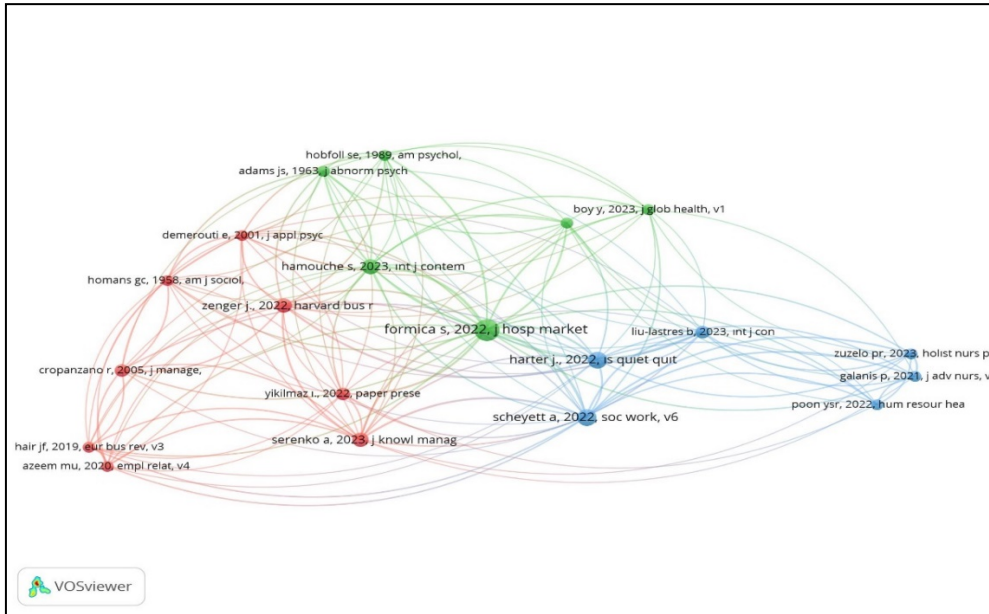 hobfoll se, 1989, am psychol,
adams js, 1963, j abnorm psych
boy y, 2023, j glob health, v1
demerouti e, 2001, j appl psyc
hamouche s, 2023, ınt j contem
homans gc, 1958, am j sociol,
zenger j., 2022, harvard bus r
formica s, 2022, j hosp market
liu-lastres b, 2023, ınt j con
harter j., 2022, ıs quiet quit
zuzelo pr, 2023, holist nurs p
cropanzano r, 2005, j manage,
galanis p, 2021, j adv nurs, v
yikilmaz ı., 2022, paper prese
poon ysr, 2022, hum resour hea
scheyett a, 2022, soc work, v6
serenko a, 2023, j knowl manag
hair jf, 2019, eur bus rev, v3
azeem mu, 2020, empl relat, v4
VOSviewer